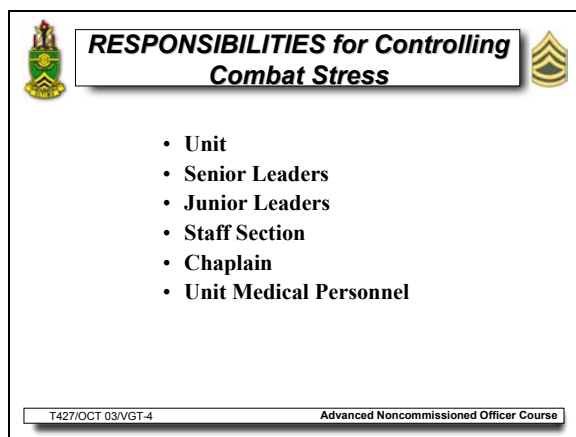 RESPONSIBILITIES for Controlling
Combat Stress
• Unit
• Senior Leaders
• Junior Leaders
• Staff Section
• Chaplain
• Unit Medical Personnel
T427/OCT 03/VGT-4
Advanced Noncommissioned Officer Course